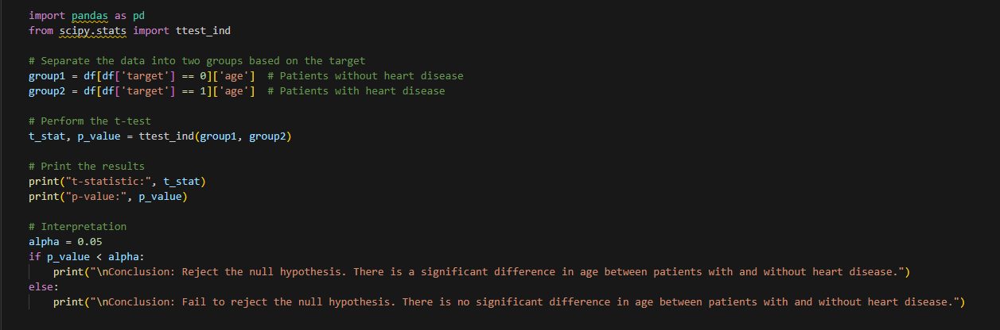 import pandas as pd
from scipy.stats import ttest_ind
# Separate the data into two groups based on the target
group1 = df[df['target'] == 0]['age']  # Patients without heart disease
group2 = df[df['target'] == 1]['age']  # Patients with heart disease
# Perform the t-test
t_stat, p_value = ttest_ind(group1, group2)
# Print the results
print("t-statistic:", t_stat)
print("p-value:", p_value)
# Interpretation
alpha = 0.05
if p_value < alpha:
    print("\nConclusion: Reject the null hypothesis. There is a significant difference in age between patients with and without heart disease.")
else:
    print("\nConclusion: Fail to reject the null hypothesis. There is no significant difference in age between patients with and without heart disease.")